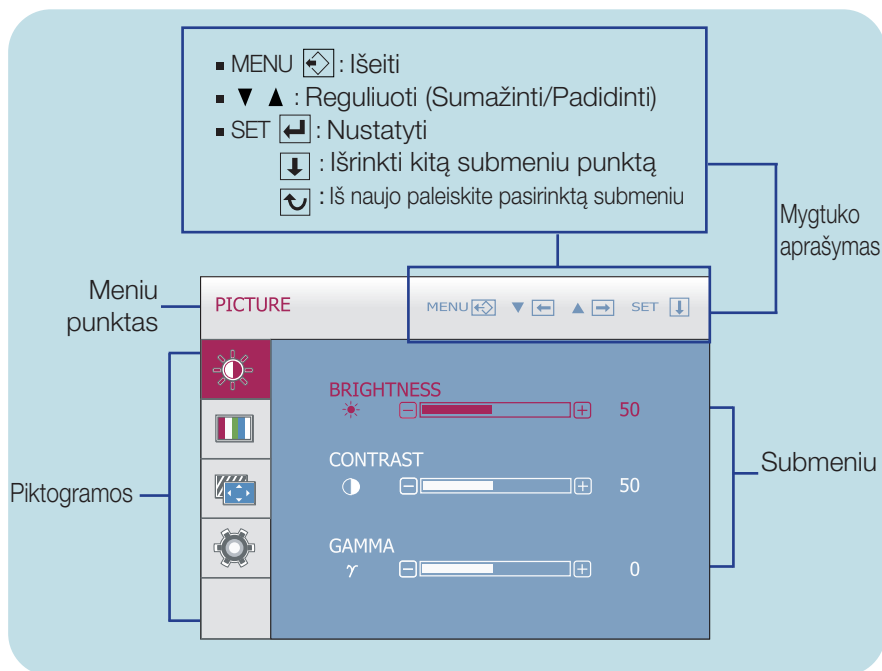 MENU : Išeiti
▼ ▲ : Reguliuoti (Sumažinti/Padidinti)
SET : Nustatyti
: Išrinkti kitą submeniu punktą
: Iš naujo paleiskite pasirinktą submeniu
Mygtuko
aprašymas
Meniu
punktas
PICTURE
MENU ▼ ▲ SET
BRIGHTNESS
50
CONTRAST
50
GAMMA
γ 0
Piktogramos
Submeniu